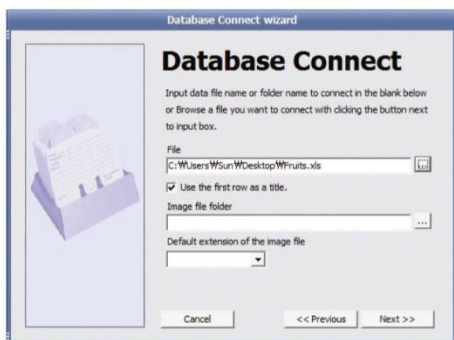 Database Connect wizard
Database Connect
Input data file name or folder name to connect in the blank below
or Browse a file you want to connect with clicking the button next
to input box.
File
C:₩Users₩Sun₩Desktop₩Fruits.xls
...
Use the first row as a title.
Image file folder
...
Default extension of the image file
Cancel
<< Previous
Next >>